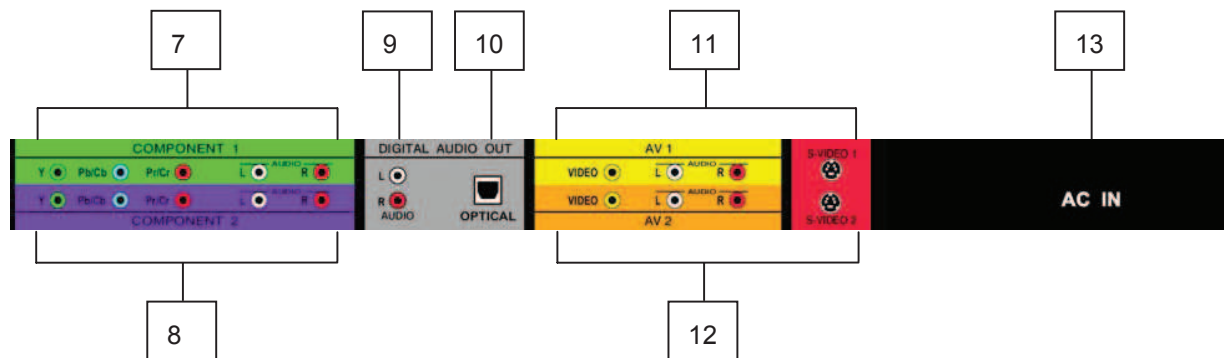 7 9 10 11 13
COMPONENT 1 DIGITAL AUDIO OUT AV 1 S-VIDEO 1
Y Pb/Cb Pr/Cr L AUDIO R L VIDEO L AUDIO R
Y Pb/Cb Pr/Cr L AUDIO R R VIDEO L AUDIO R AC IN
AUDIO OPTICAL
COMPONENT 2 AV 2 S-VIDEO 2
8 12